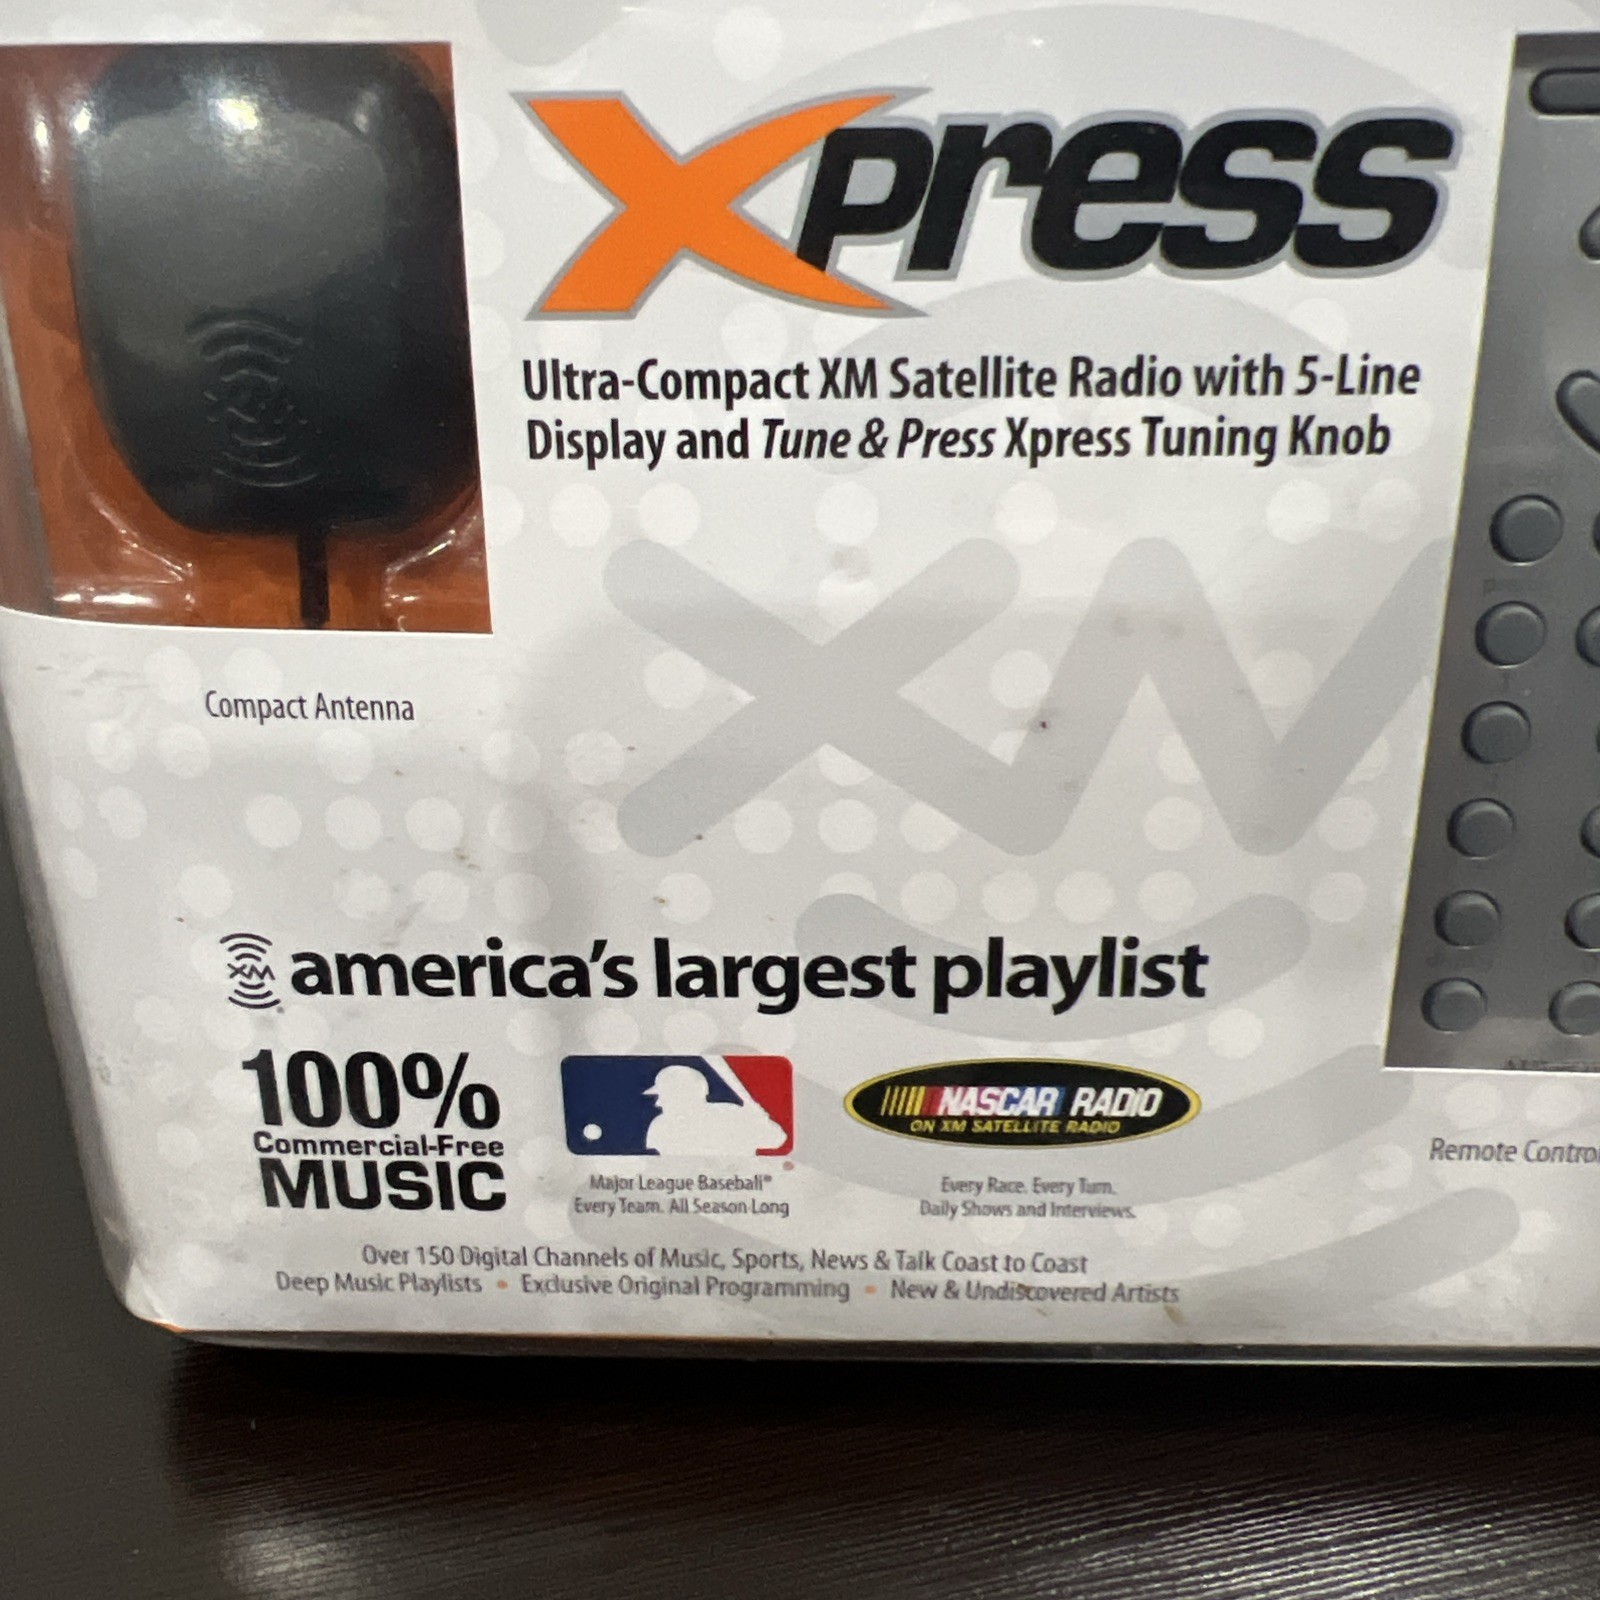 Xpress
Ultra-Compact XM Satellite Radio with 5-Line
Display and Tune & Press Xpress Tuning Knob
Compact Antenna
XM
XM america's largest playlist
100%
Commercial-Free
MUSIC
Major League Baseball®
Every Team. All Season Long
NASCAR RADIO
ON XM SATELLITE RADIO
Every Race. Every Turn.
Daily Shows and Interviews.
Remote Control
Over 150 Digital Channels of Music, Sports, News & Talk Coast to Coast
Deep Music Playlists • Exclusive Original Programming • New & Undiscovered Artists